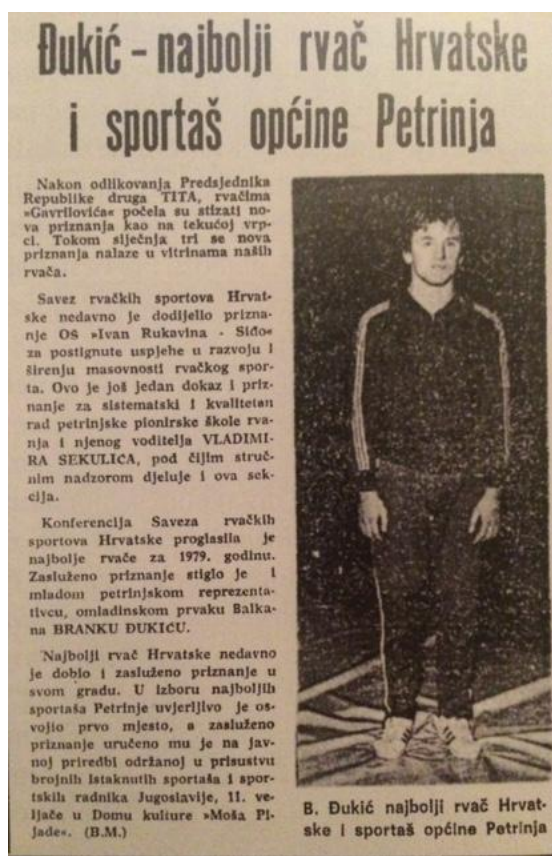 Đukić – najbolji rvač Hrvatske
i sportaš općine Petrinja
Nakon odlikovanja Predsjednika
Republike druga TITA, rvačima
»Gavrilovića« počela su stizati no-
va priznanja kao na tekućoj vrp-
ci. Tokom siječnja tri se nova
priznanja nalaze u vitrinama naših
rvača.
Savez rvačkih sportova Hrvat-
ske nedavno je dodijelio prizna-
nje OŠ »Ivan Rukavina - Siđo«
za postignute uspjehe u razvoju i
širenju masovnosti rvačkog spor-
ta. Ovo je još jedan dokaz i priz-
nanje za sistematski i kvalitetan
rad petrinjske pionirske škole rva-
nja i njenog voditelja VLADIMI-
RA SEKULIĆA, pod čijim struč-
nim nadzorom djeluje i ova sek-
cija.
Konferencija Saveza rvačkih
sportova Hrvatske proglasila je
najbolje rvače za 1979. godinu.
Zasluženo priznanje stiglo je i
mladom petrinjskom reprezenta-
tivcu, omladinskom prvaku Balka-
na BRANKU ĐUKIĆU.
Najbolji rvač Hrvatske nedavno
je dobio i zasluženo priznanje u
svom gradu. U izboru najboljih
sportaša Petrinje uvjerljivo je os-
vojio prvo mjesto, a zasluženo
priznanje uručeno mu je na jav-
noj priredbi održanoj u prisustvu
brojnih istaknutih sportaša i spor-
tskih radnika Jugoslavije, 11. ve-
ljače u Domu kulture »Moša Pi-
jade«. (B.M.)
B. Đukić najbolji rvač Hrvat-
ske i sportaš općine Petrinja